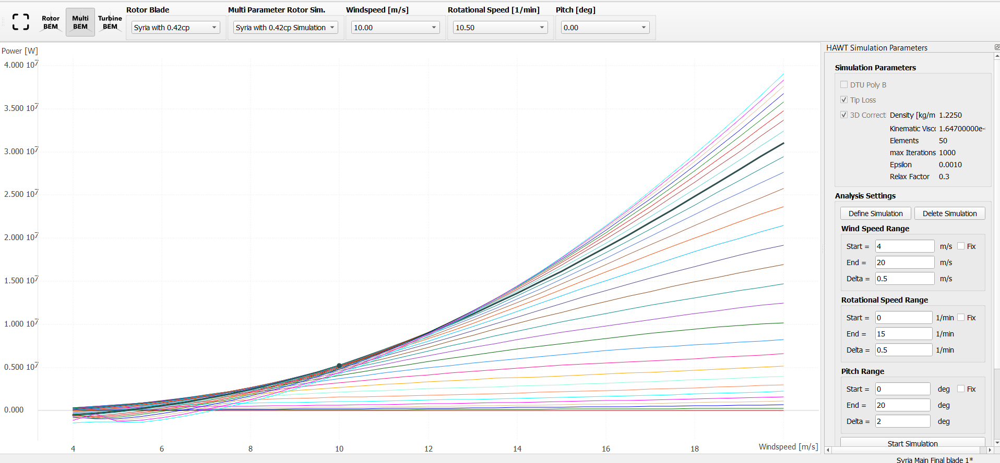 Rotor Blade Multi Parameter Rotor Sim. Windspeed [m/s] Rotational Speed [1/min] Pitch [deg]
Rotor BEM
Multi BEM
Turbine BEM
Syria with 0.42cp Syria with 0.42cp Simulation 10.00 10.50 0.00
Power [W]
4.000 10^7
3.500 10^7
3.000 10^7
2.500 10^7
2.000 10^7
1.500 10^7
1.000 10^7
0.500 10^7
0.000
4 6 8 10 12 14 16 18
Windspeed [m/s]
HAWT Simulation Parameters
Simulation Parameters
DTU Poly B
Tip Loss
3D Correct Density [kg/m 1.2250
Kinematic Visc 1.64700000e-
Elements 50
max Iterations 1000
Epsilon 0.0010
Relax Factor 0.3
Analysis Settings
Define Simulation Delete Simulation
Wind Speed Range
Start = 4 m/s Fix
End = 20 m/s
Delta = 0.5 m/s
Rotational Speed Range
Start = 0 1/min Fix
End = 15 1/min
Delta = 0.5 1/min
Pitch Range
Start = 0 deg Fix
End = 20 deg
Delta = 2 deg
Start Simulation
Syria Main Final blade 1*